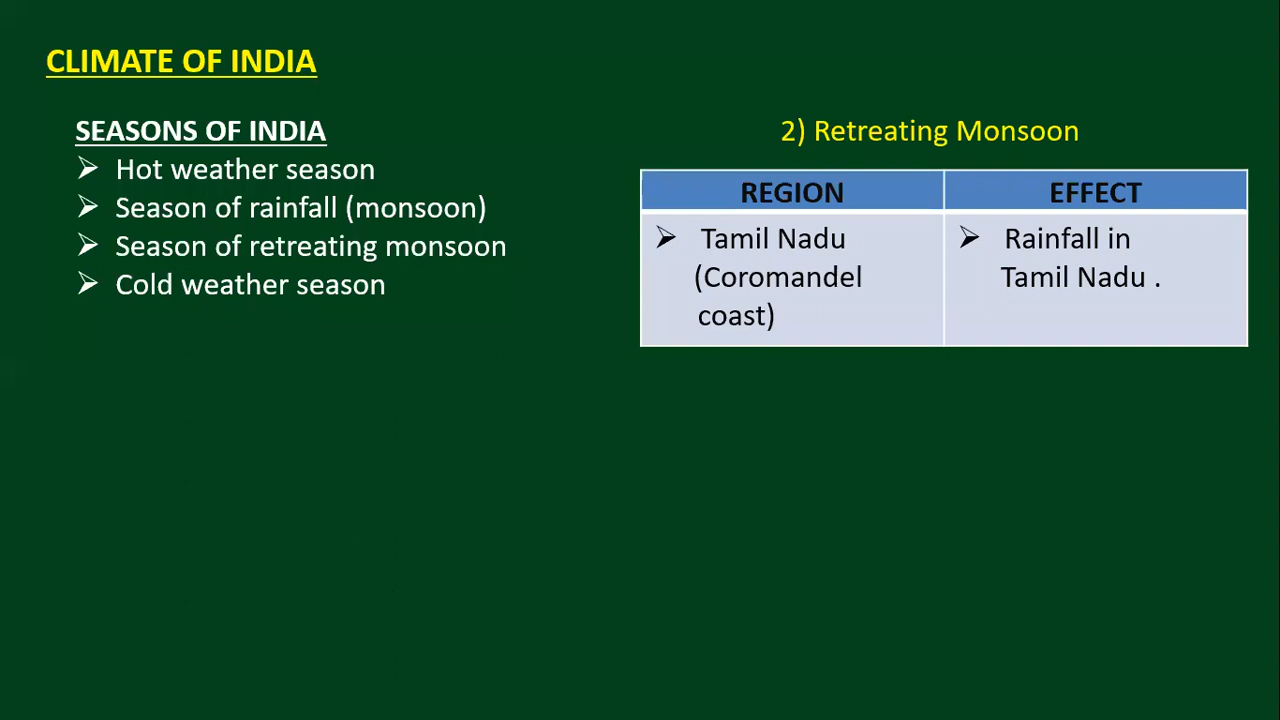 CLIMATE OF INDIA
SEASONS OF INDIA
➢ Hot weather season
➢ Season of rainfall (monsoon)
➢ Season of retreating monsoon
➢ Cold weather season
2) Retreating Monsoon
REGION
EFFECT
➢ Tamil Nadu
(Coromandel
coast)
➢ Rainfall in
Tamil Nadu .